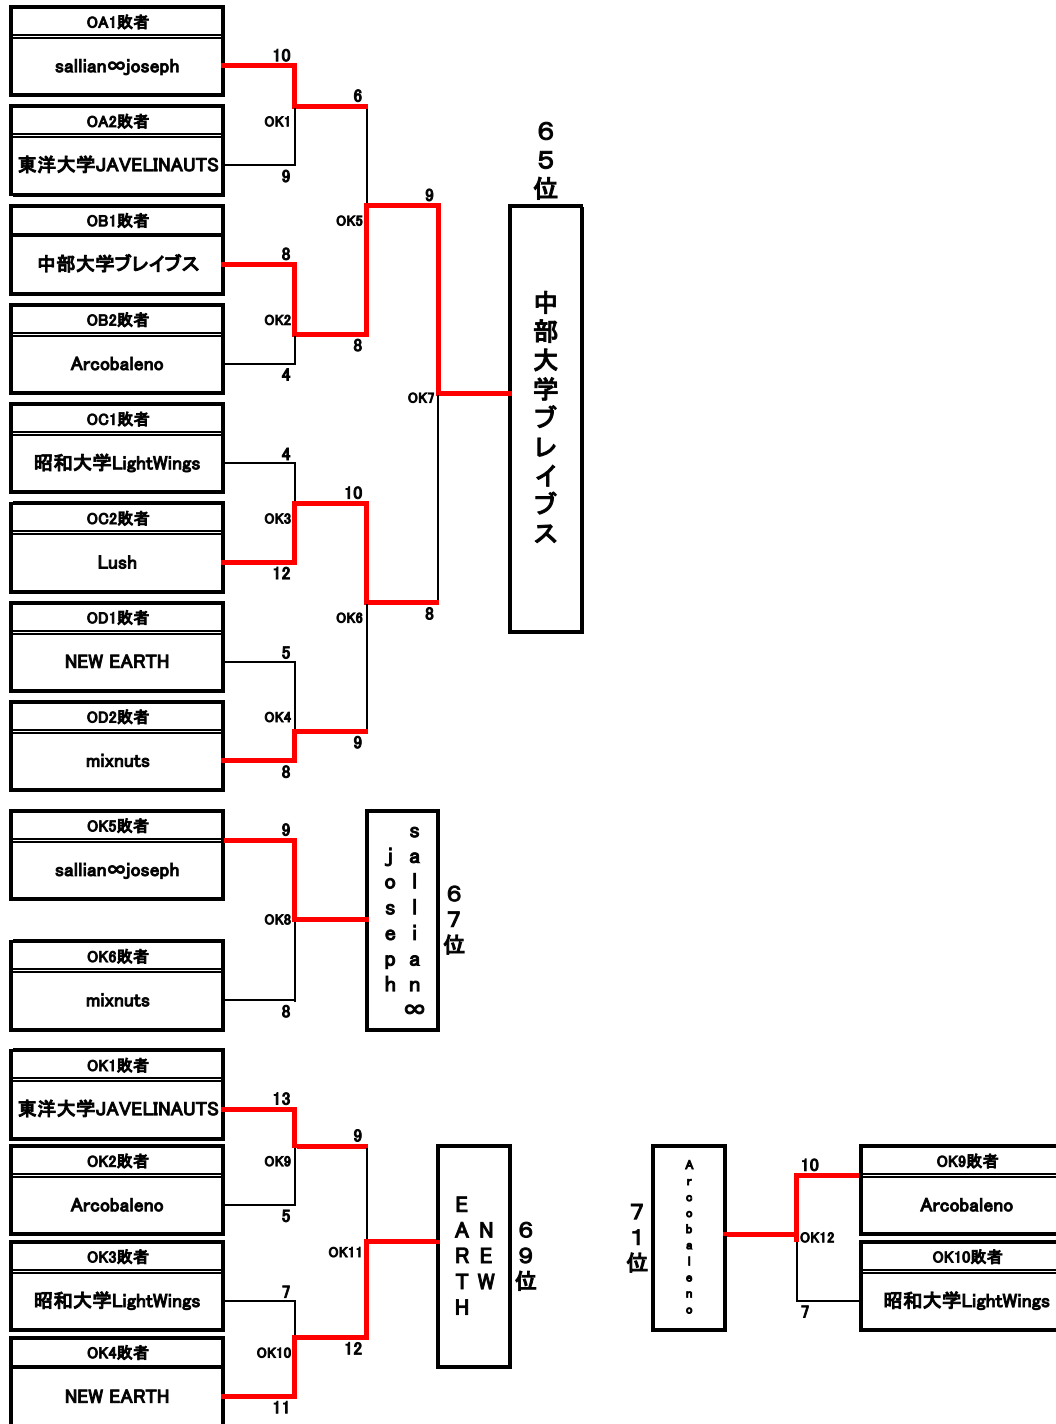 OA1敗者
sallian∞joseph
10
6
OK1
OA2敗者
東洋大学JAVELINAUTS
9
65位
9
OK5
OB1敗者
中部大学ブレイブス
8
OK2
8
OB2敗者
Arcobaleno
4
中部大学ブレイブス
OK7
OC1敗者
昭和大学LightWings
4
10
OK3
OC2敗者
Lush
12
OK6
8
OD1敗者
NEW EARTH
5
OK4
9
OD2敗者
mixnuts
8
OK5敗者
sallian∞joseph
9
OK8
sallian∞
joseph
67位
OK6敗者
mixnuts
8
OK1敗者
東洋大学JAVELINAUTS
13
9
OK9
OK2敗者
Arcobaleno
5
OK11
NEW
EARTH
69位
OK3敗者
昭和大学LightWings
7
OK10
12
OK4敗者
NEW EARTH
11
71位
Arcobaleno
10
OK12
7
OK9敗者
Arcobaleno
OK10敗者
昭和大学LightWings